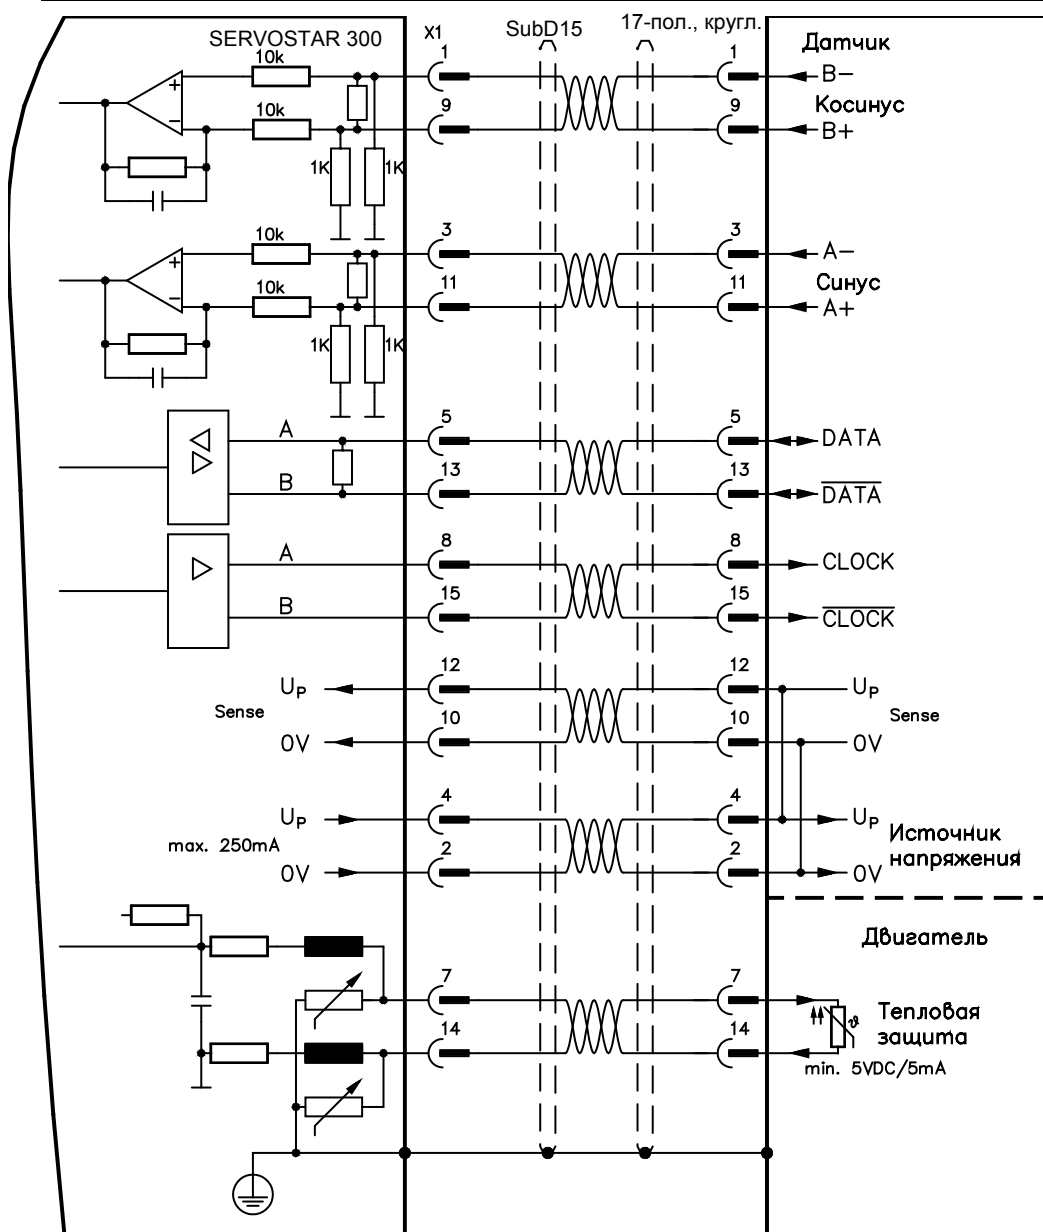 SERVOSTAR 300
X1
SubD15
17-пол., кругл.
10k
1
1
Датчик
B−
10k
9
9
Косинус
B+
1K
1K
10k
3
3
A−
10k
11
11
Синус
A+
1K
1K
A
5
5
DATA
B
13
13
DATA
A
8
8
CLOCK
B
15
15
CLOCK
UP
12
12
UP
Sense
Sense
0V
10
10
0V
UP
4
4
UP
max. 250mA
Источник
напряжения
0V
2
2
0V
Двигатель
7
7
Тепловая
защита
ϑ
14
14
min. 5VDC/5mA